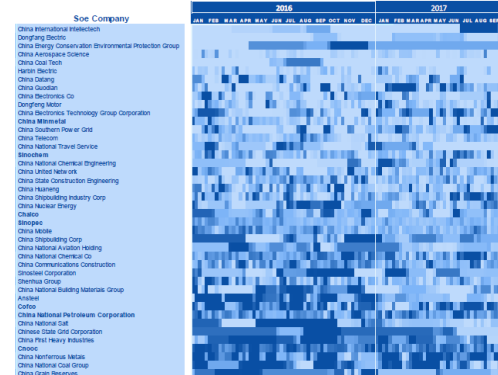 2016 2017
Soe Company
JAN FEB MAR APR MAY JUN JUL AUG SEP OCT NOV DEC JAN FEB MAR APR MAY JUN JUL AUG SEP
China International Intellectech
Dongfang Electric
China Energy Conservation Environmental Protection Group
China Aerospace Science
China Coal Tech
Harbin Electric
China Datang
China Guodian
China Electronics Co
Dongfeng Motor
China Electronics Technology Group Corporation
China Minmetal
China Southern Power Grid
China Telecom
China National Travel Service
Sinochem
China National Chemical Engineering
China United Network
China State Construction Engineering
China Huaneng
China Shipbuilding Industry Corp
China Nuclear Energy
Chalco
Sinopec
China Mobile
China Shipbuilding Corp
China National Aviation Holding
China National Chemical Co
China Communications Construction
Sinosteel Corporation
Shenhua Group
China National Building Materials Group
Ansteel
Cofco
China National Petroleum Corporation
China National Salt
Chinese State Grid Corporation
China First Heavy Industries
Cnooc
China Nonferrous Metals
China National Coal Group
China Grain Reserves